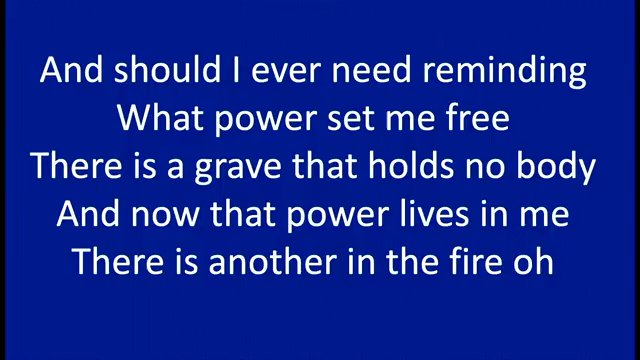 And should I ever need reminding
What power set me free
There is a grave that holds no body
And now that power lives in me
There is another in the fire oh